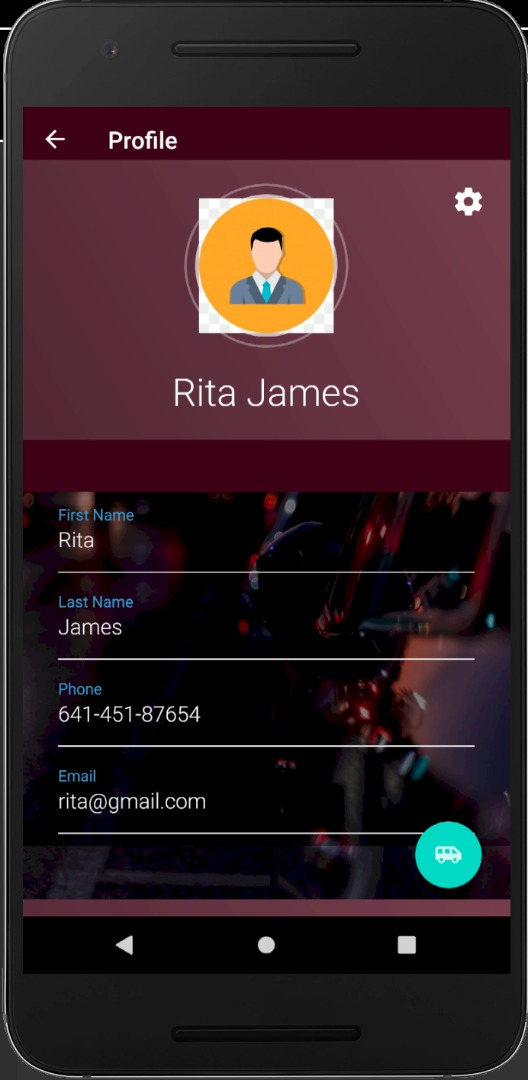 Profile
Rita James
First Name
Rita
Last Name
James
Phone
641-451-87654
Email
rita@gmail.com